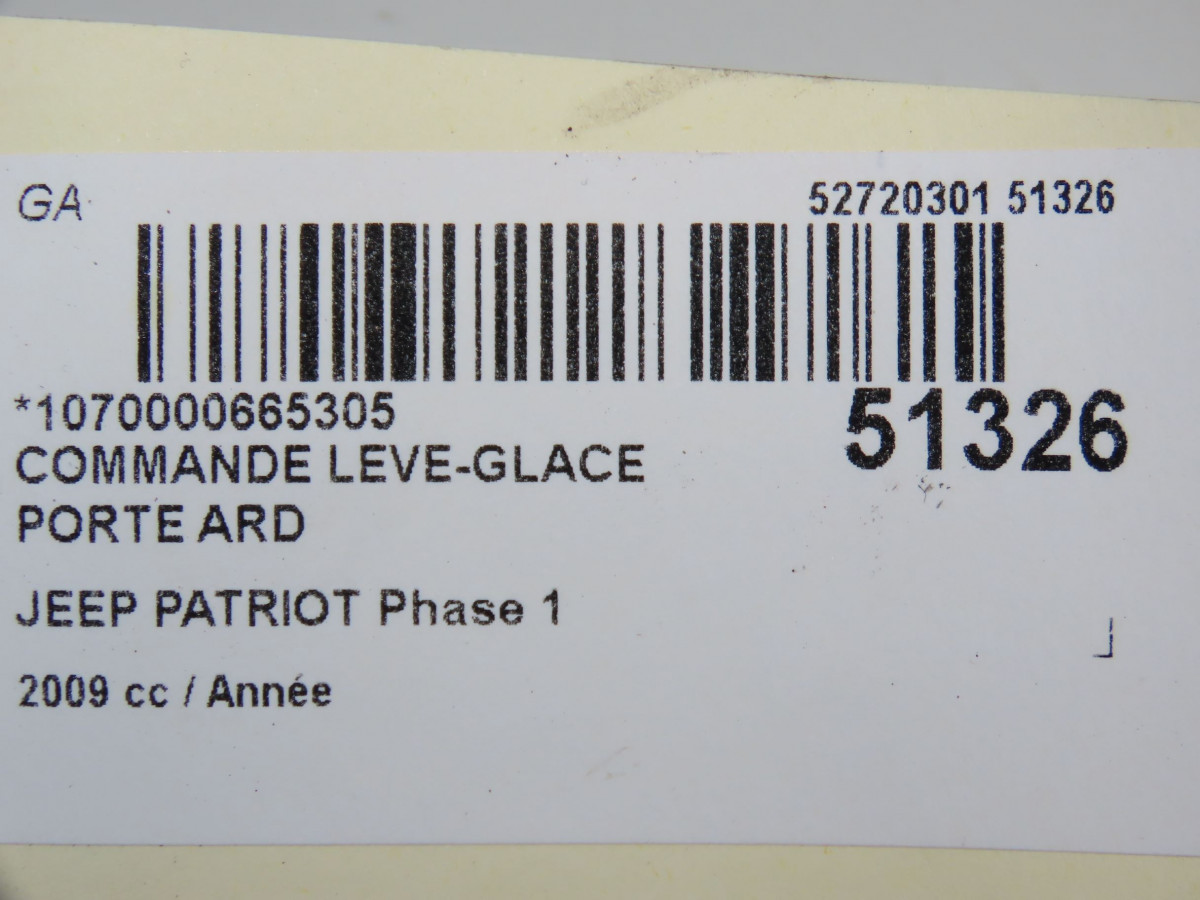 GA
52720301 51326
*1070000665305
51326
COMMANDE LEVE-GLACE
PORTE ARD
JEEP PATRIOT Phase 1
2009 cc / Année